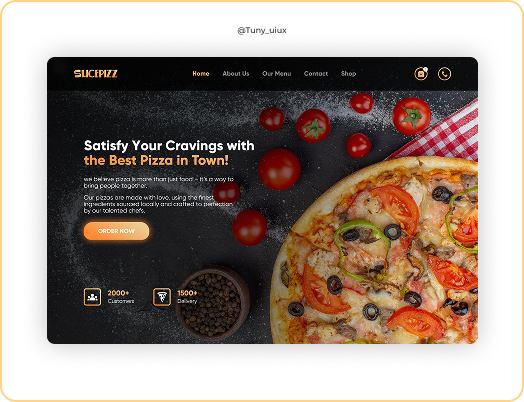 @Tuny_uiux
SLICEPIZZ
Home About Us Our Menu Contact Shop
Satisfy Your Cravings with
the Best Pizza in Town!
we believe pizza is more than just food – it's a way to
bring people together.
Our pizzas are made with love, using the finest
ingredients sourced locally and crafted to perfection
by our talented chefs.
ORDER NOW
2000+
Customers
1500+
Delivery